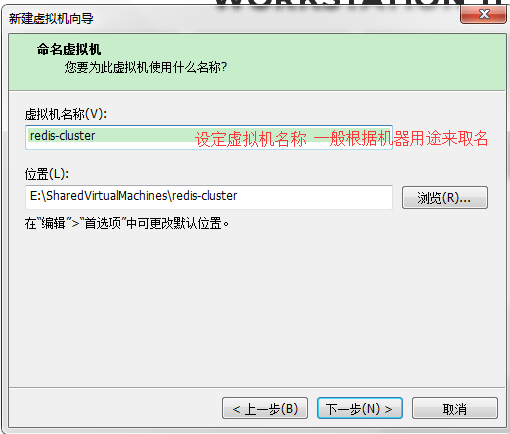 新建虚拟机向导
命名虚拟机
您要为此虚拟机使用什么名称?
虚拟机名称(V):
redis-cluster
设定虚拟机名称 一般根据机器用途来取名
位置(L):
E:\SharedVirtualMachines\redis-cluster
浏览(R)...
在“编辑”>“首选项”中可更改默认位置。
< 上一步(B)
下一步(N) >
取消